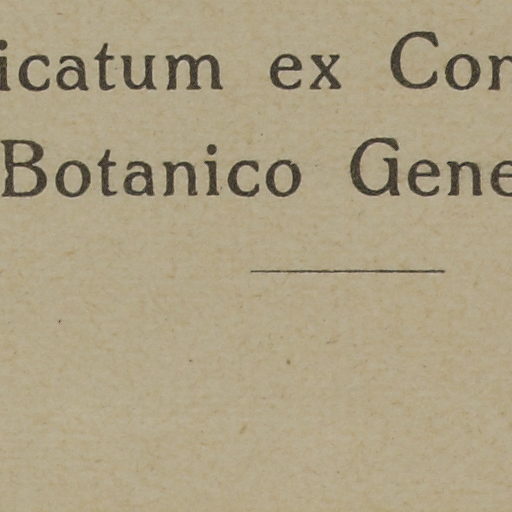 icatum ex Con
Botanico Gene